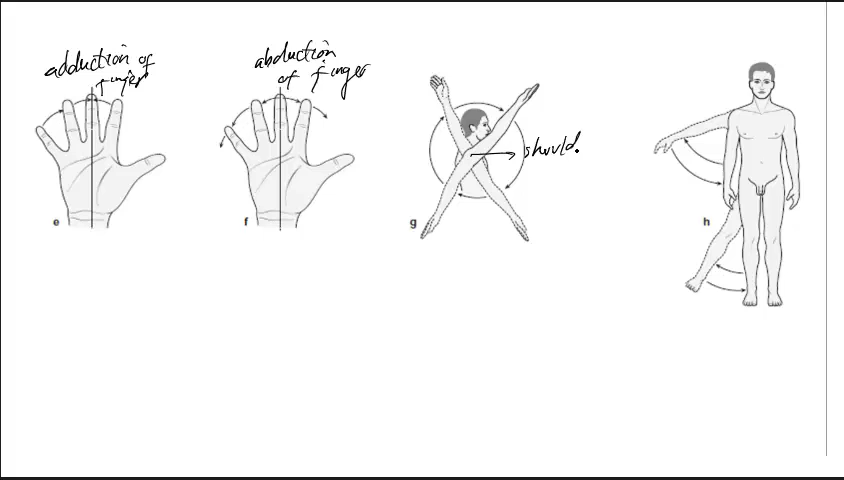 adduction of
finger
abduction
of finger
should.
e
f
g
h